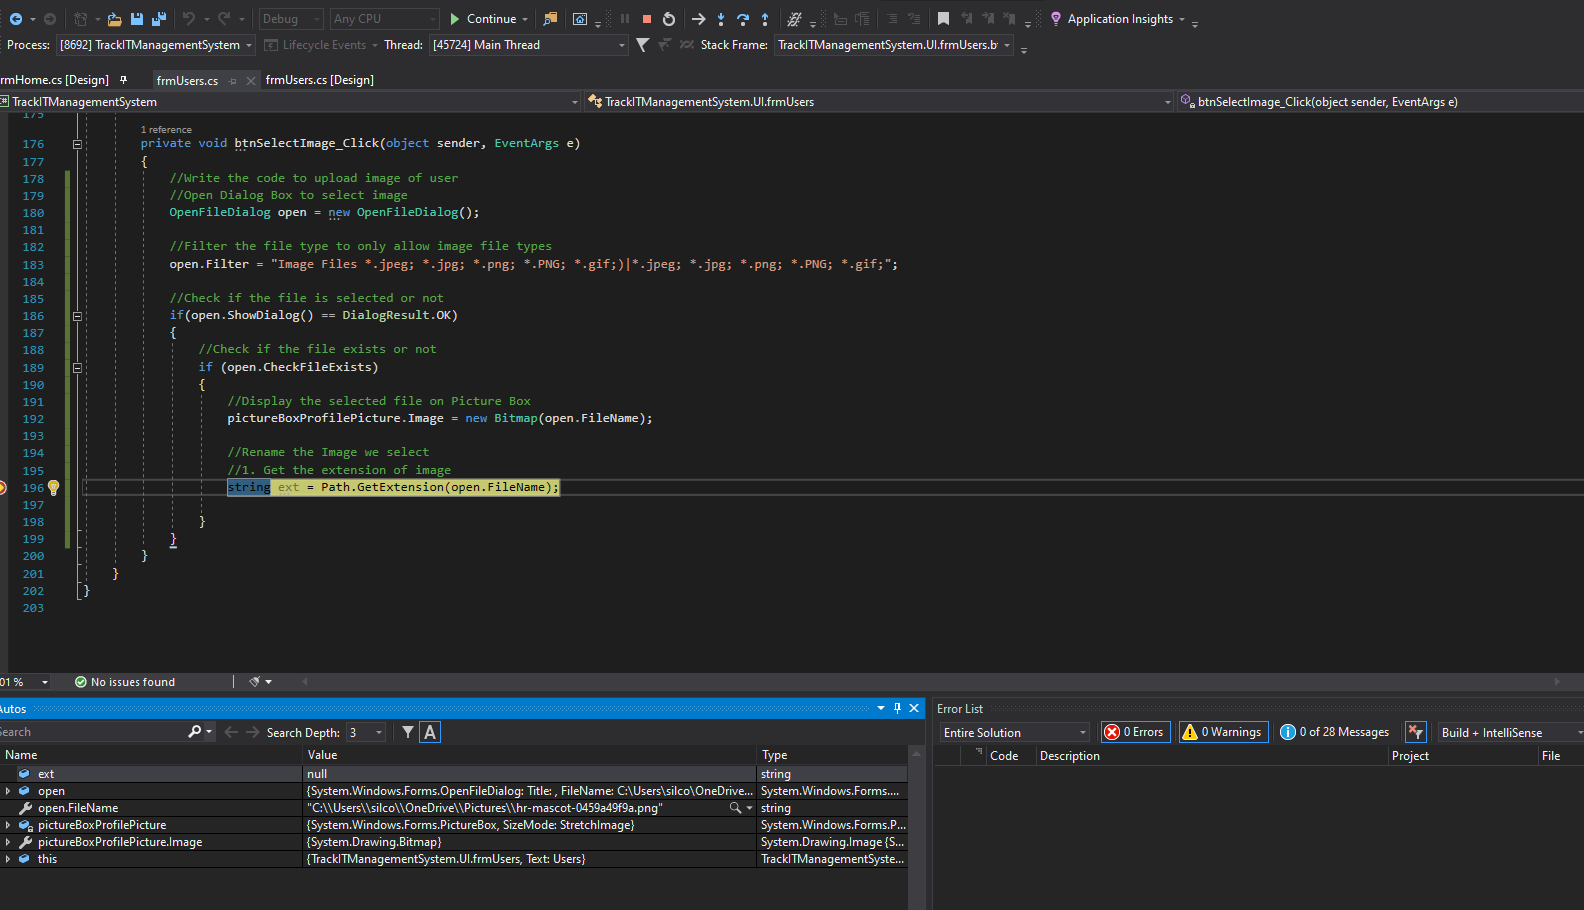 Debug Any CPU Continue Application Insights
Process: [8692] TrackITManagementSystem Lifecycle Events Thread: [45724] Main Thread Stack Frame: TrackITManagementSystem.UI.frmUsers.b
rmHome.cs [Design] frmUsers.cs frmUsers.cs [Design]
TrackITManagementSystem TrackITManagementSystem.UI.frmUsers btnSelectImage_Click(object sender, EventArgs e)
175
1 reference
176 private void btnSelectImage_Click(object sender, EventArgs e)
177 {
178 //Write the code to upload image of user
179 //Open Dialog Box to select image
180 OpenFileDialog open = new OpenFileDialog();
181
182 //Filter the file type to only allow image file types
183 open.Filter = "Image Files *.jpeg; *.jpg; *.png; *.PNG; *.gif;)|*.jpeg; *.jpg; *.png; *.PNG; *.gif;";
184
185 //Check if the file is selected or not
186 if(open.ShowDialog() == DialogResult.OK)
187 {
188 //Check if the file exists or not
189 if (open.CheckFileExists)
190 {
191 //Display the selected file on Picture Box
192 pictureBoxProfilePicture.Image = new Bitmap(open.FileName);
193
194 //Rename the Image we select
195 //1. Get the extension of image
196 string ext = Path.GetExtension(open.FileName);
197
198 }
199 }
200 }
201 }
202 }
203
01 % No issues found
Autos
Search Search Depth: 3 A
Name Value Type
ext null string
open {System.Windows.Forms.OpenFileDialog: Title: , FileName: C:\Users\silco\OneDrive... System.Windows.Forms....
open.FileName "C:\\Users\\silco\\OneDrive\\Pictures\\hr-mascot-0459a49f9a.png" string
pictureBoxProfilePicture {System.Windows.Forms.PictureBox, SizeMode: StretchImage} System.Windows.Forms.P...
pictureBoxProfilePicture.Image {System.Drawing.Bitmap} System.Drawing.Image {S...
this {TrackITManagementSystem.UI.frmUsers, Text: Users} TrackITManagementSyste...
Error List
Entire Solution 0 Errors 0 Warnings 0 of 28 Messages Build + IntelliSense
Code Description Project File